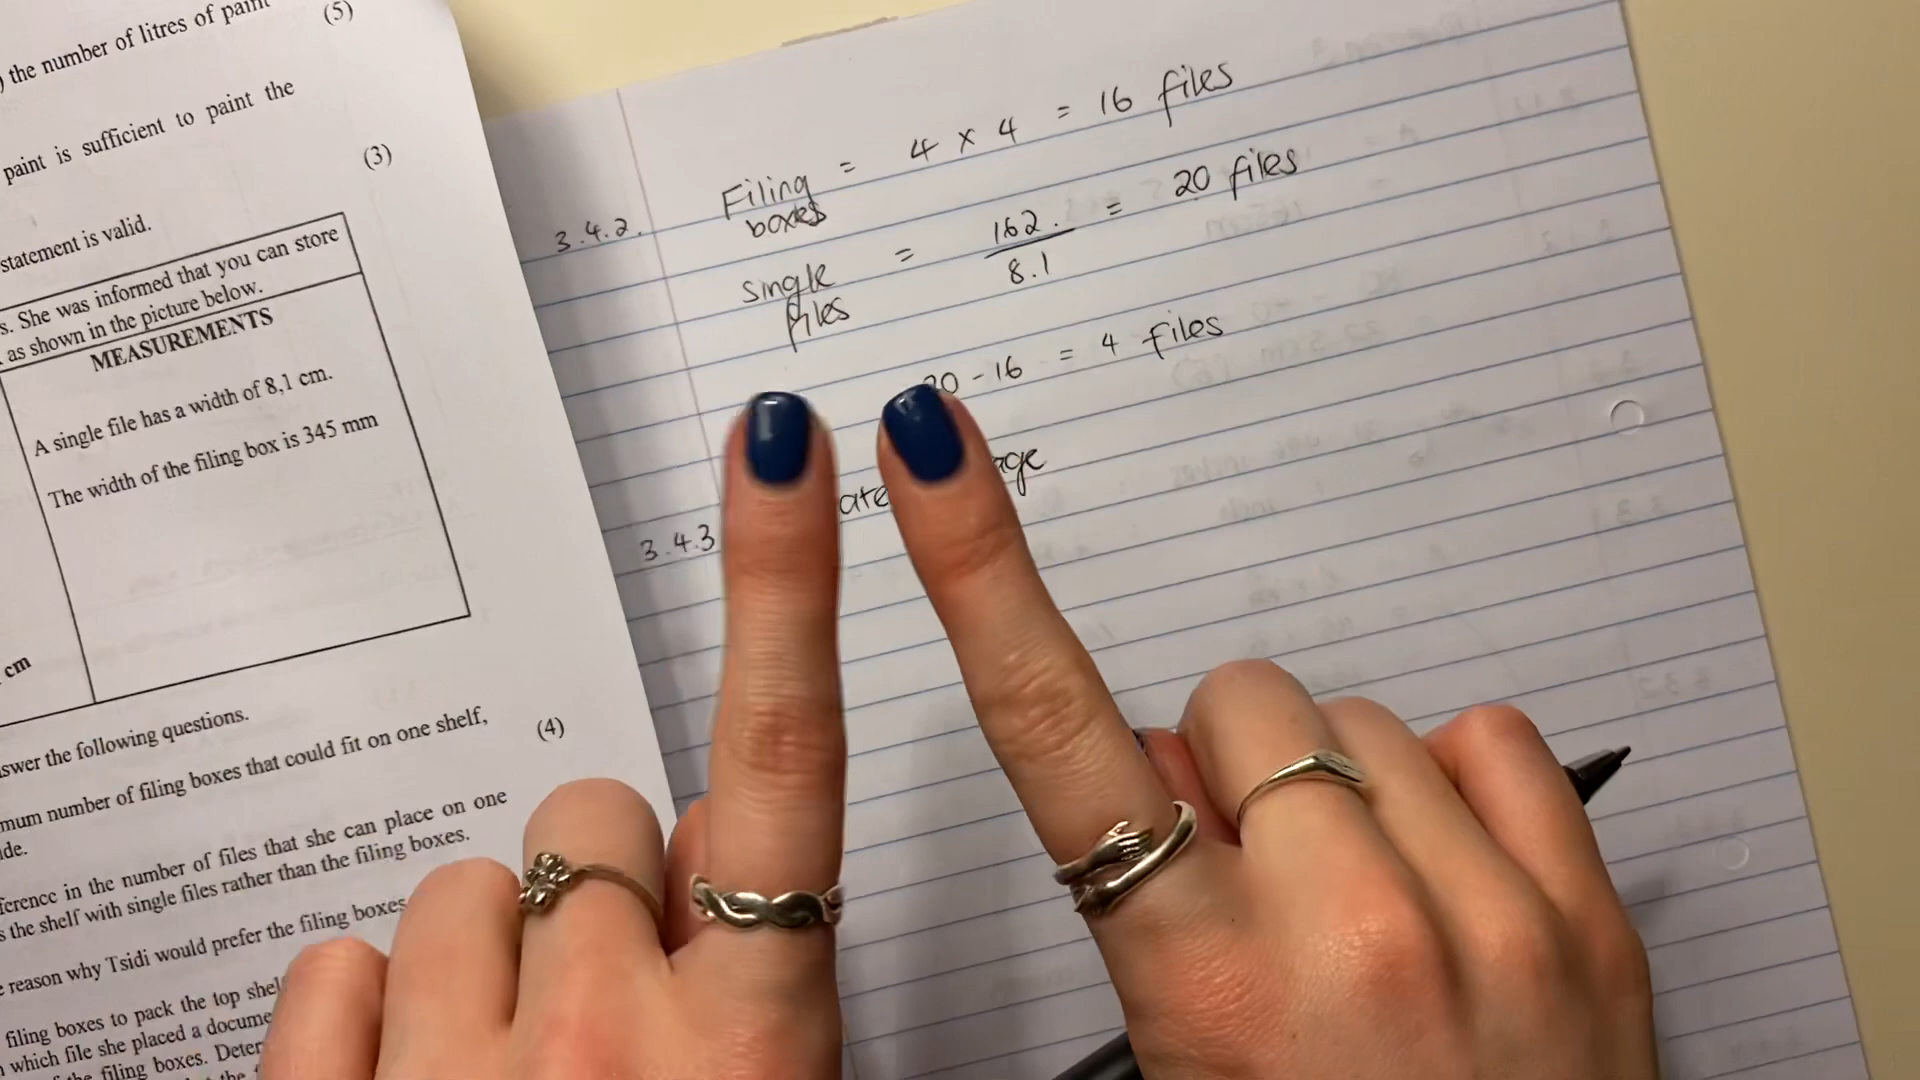 the number of litres of paint
(5)
paint is sufficient to paint the
(3)
statement is valid.
s. She was informed that you can store
as shown in the picture below.
MEASUREMENTS
A single file has a width of 8,1 cm.
The width of the filing box is 345 mm
cm
swer the following questions.
mum number of filing boxes that could fit on one shelf,
(4)
de.
ference in the number of files that she can place on one
s the shelf with single files rather than the filing boxes.
reason why Tsidi would prefer the filing boxes
filing boxes to pack the top shel
which file she placed a docume
the filing boxes. Deter
the
3.4.2.
Filing boxes = 4 x 4 = 16 files
single files = 162. / 8.1 = 20 files
20 - 16 = 4 files
3.4.3